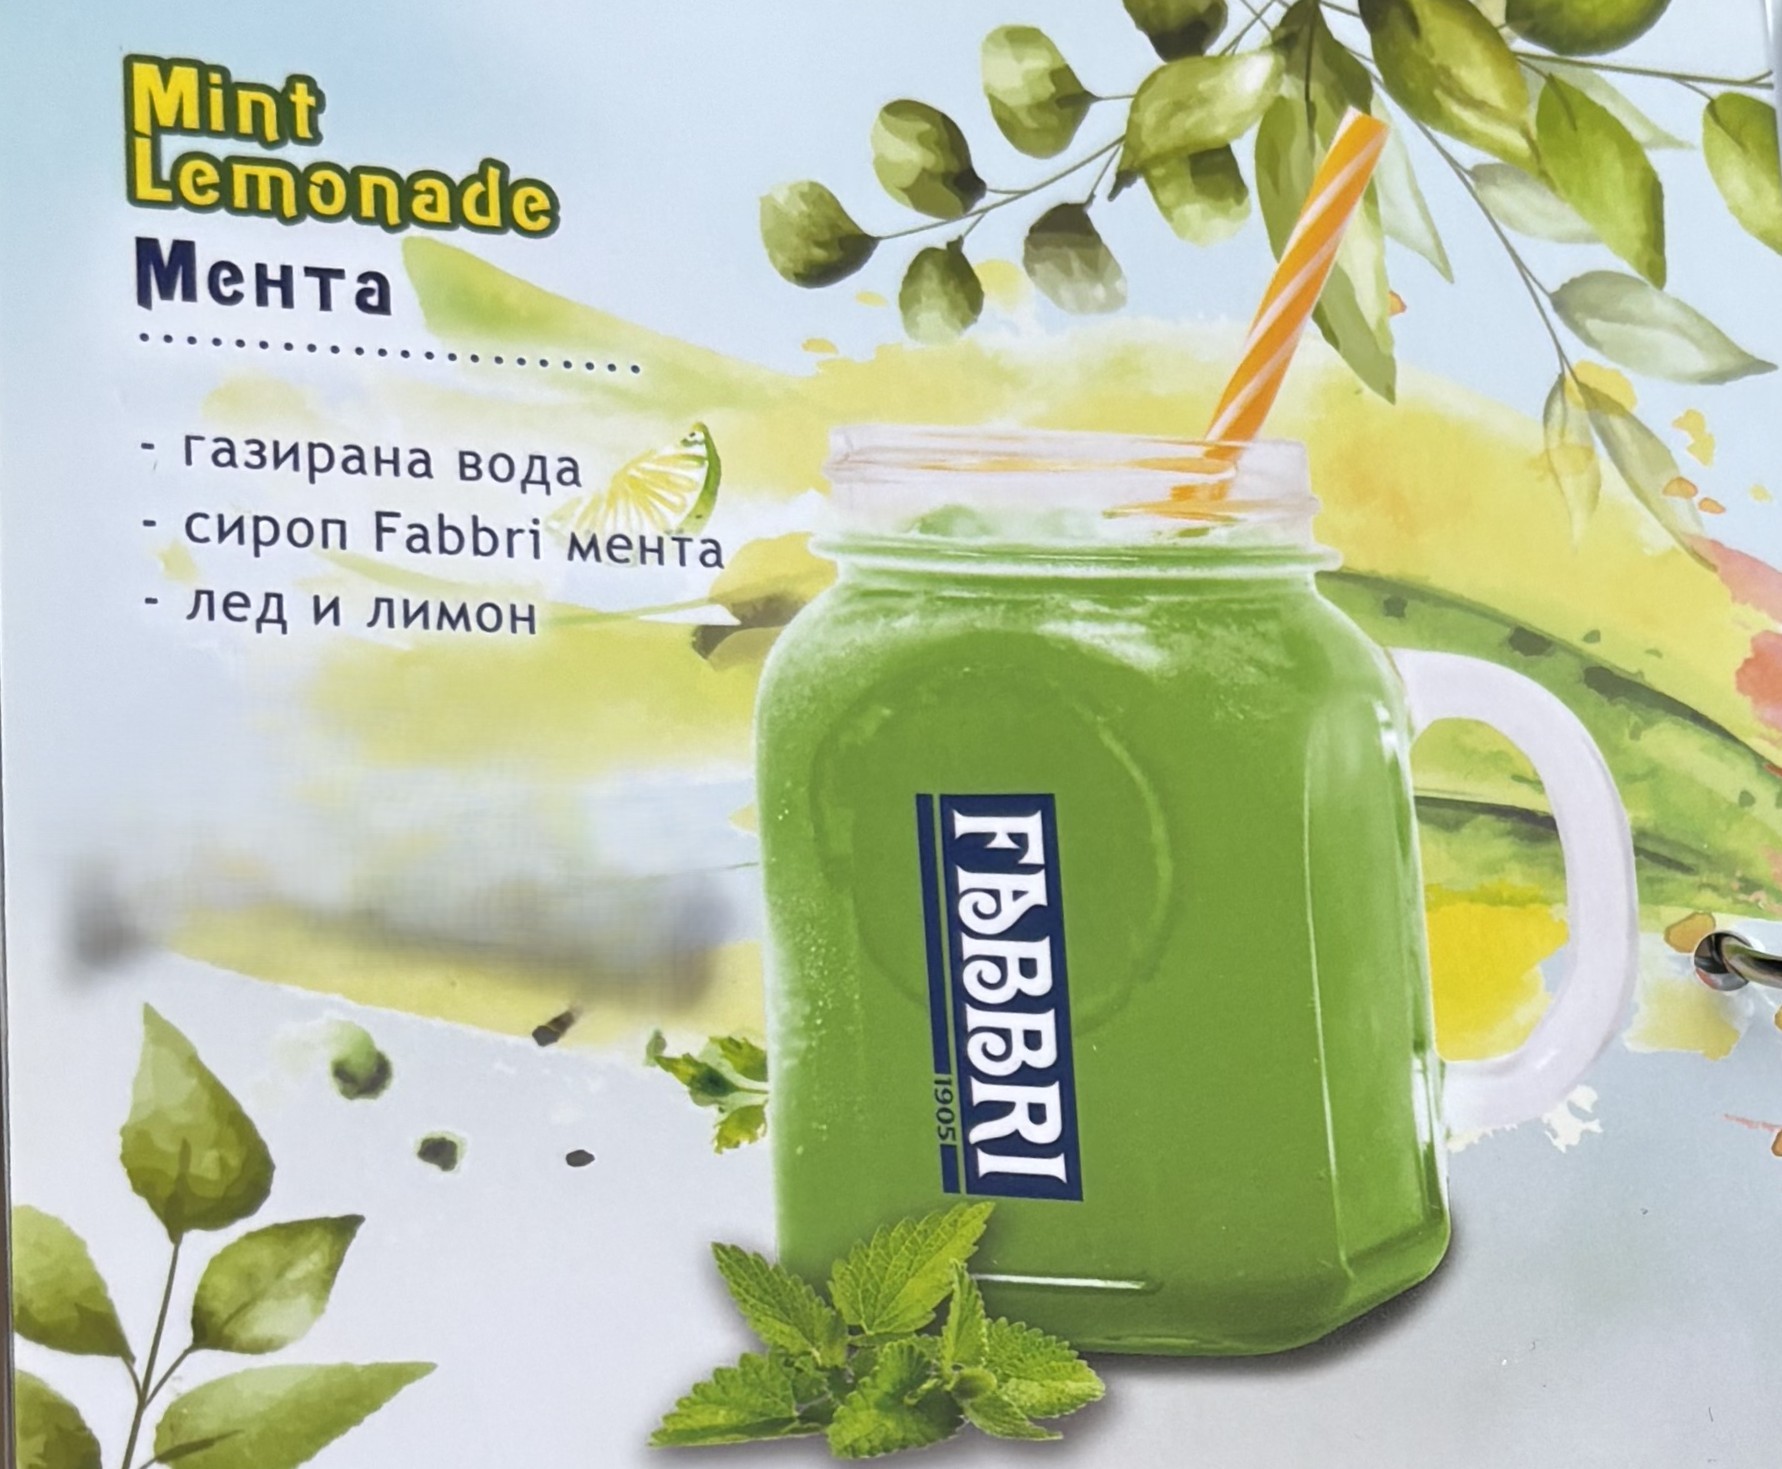 Mint
Lemonade
Мента
- газирана вода
- сироп Fabbri мента
- лед и лимон
FABBRI
1905